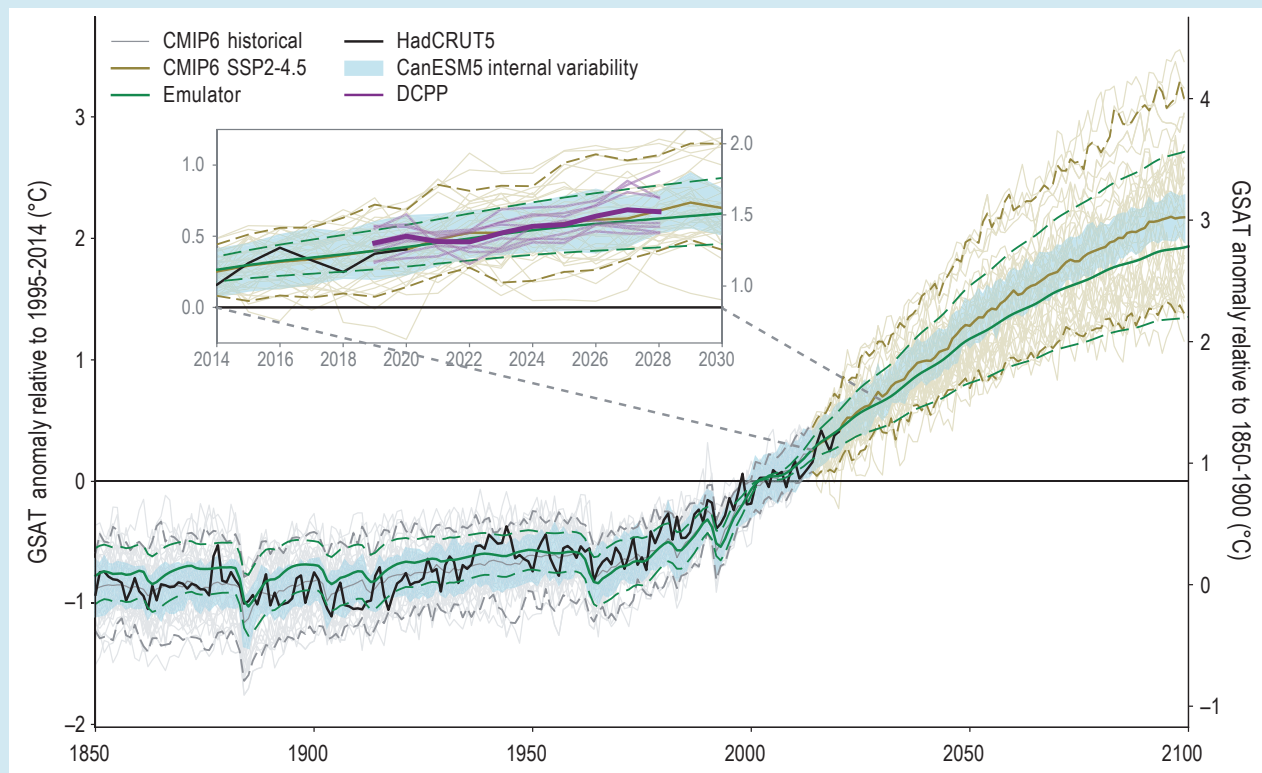 CMIP6 historical
CMIP6 SSP2-4.5
Emulator
HadCRUT5
CanESM5 internal variability
DCPP
GSAT anomaly relative to 1995-2014 (°C)
3
2
1
0
–1
–2
1.0
0.5
0.0
2.0
1.5
1.0
2014 2016 2018 2020 2022 2024 2026 2028 2030
4
3
2
1
0
–1
GSAT anomaly relative to 1850-1900 (°C)
1850 1900 1950 2000 2050 2100